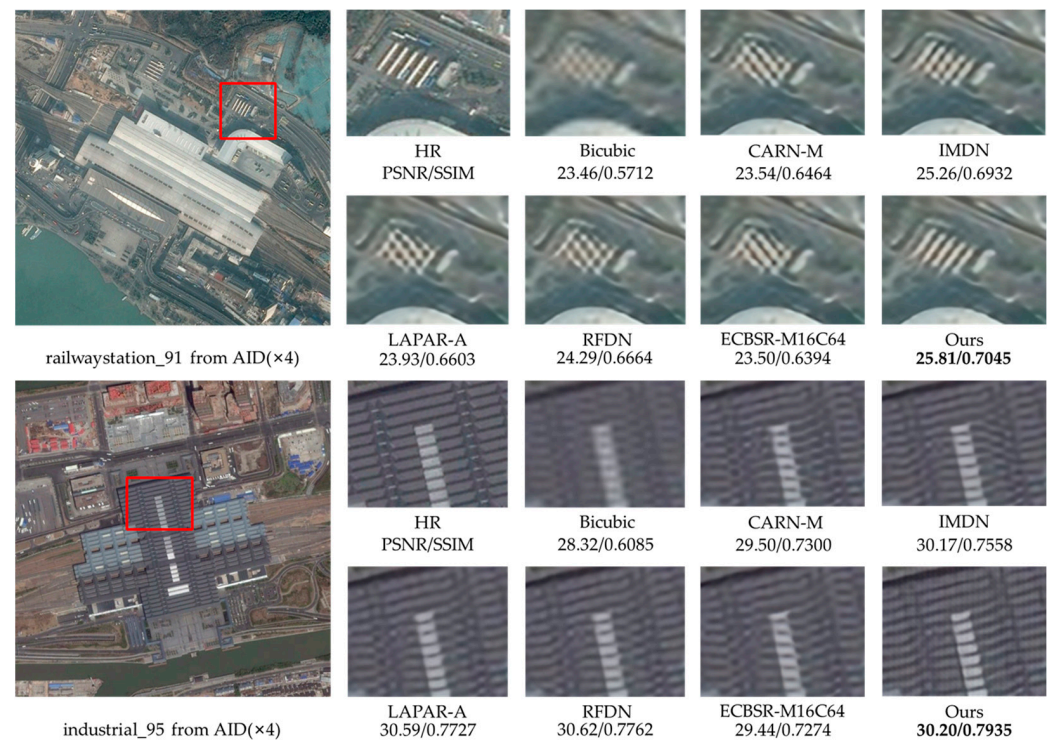 HR Bicubic CARN-M IMDN
PSNR/SSIM 23.46/0.5712 23.54/0.6464 25.26/0.6932
LAPAR-A RFDN ECBSR-M16C64 Ours
railwaystation_91 from AID(×4) 23.93/0.6603 24.29/0.6664 23.50/0.6394 25.81/0.7045
HR Bicubic CARN-M IMDN
PSNR/SSIM 28.32/0.6085 29.50/0.7300 30.17/0.7558
LAPAR-A RFDN ECBSR-M16C64 Ours
industrial_95 from AID(×4) 30.59/0.7727 30.62/0.7762 29.44/0.7274 30.20/0.7935